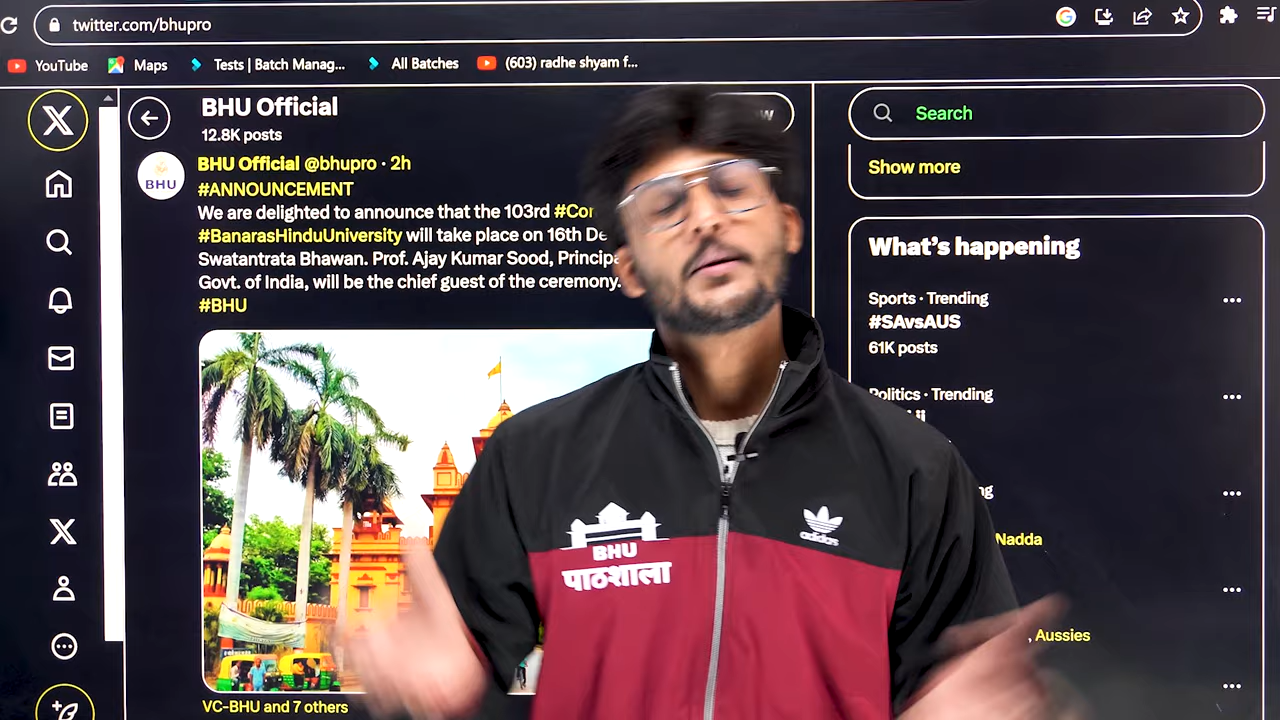 twitter.com/bhupro
YouTube
Maps
Tests | Batch Manag...
All Batches
(603) radhe shyam f...
BHU Official
12.8K posts
BHU Official @bhupro · 2h
#ANNOUNCEMENT
We are delighted to announce that the 103rd
#BanarasHinduUniversity will take place on 16th
Swatantrata Bhawan. Prof. Ajay Kumar Sood,
Govt. of India, will be the chief guest of the ceremony.
#BHU
BHU
VC-BHU and 7 others
Search
Show more
What's happening
Sports · Trending
#SAvsAUS
61K posts
Politics · Trending
Nadda
, Aussies
BHU
पाठशाला
adidas